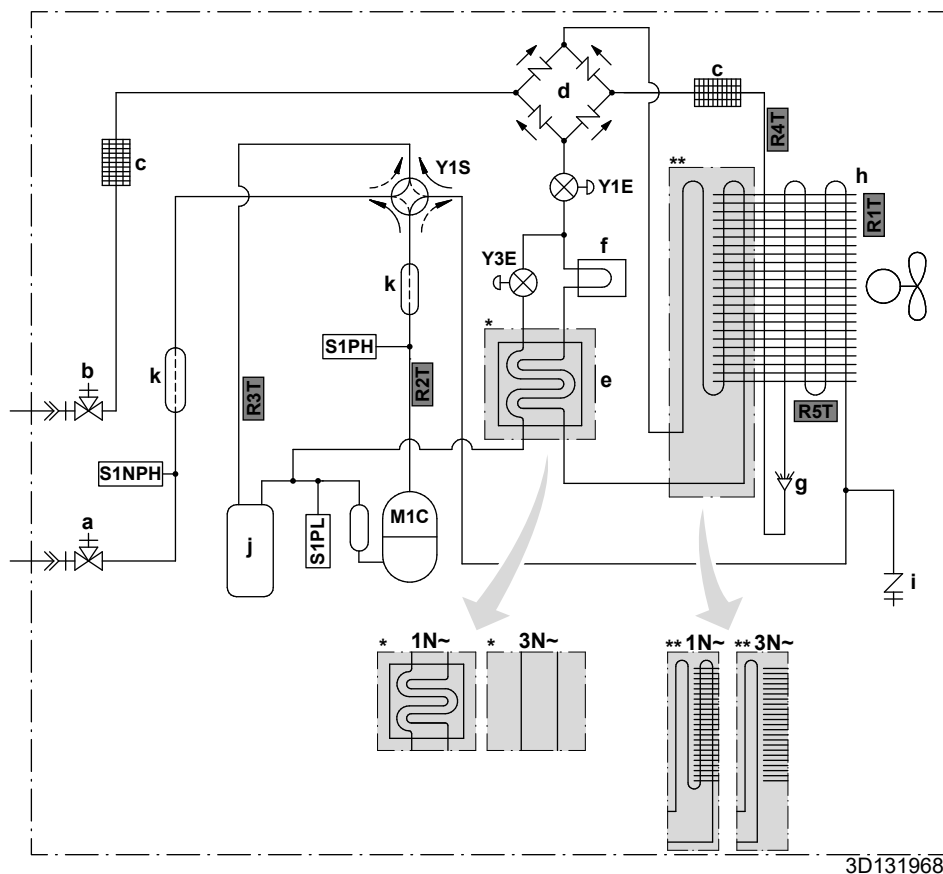 c
d
R4T
c
Y1S
**
h
Y1E
R1T
f
Y3E
k
*
S1PH
e
b
k
R3T
R2T
R5T
S1NPH
g
M1C
a
j
S1PL
i
* 1N~
* 3N~
** 1N~
** 3N~
3D131968